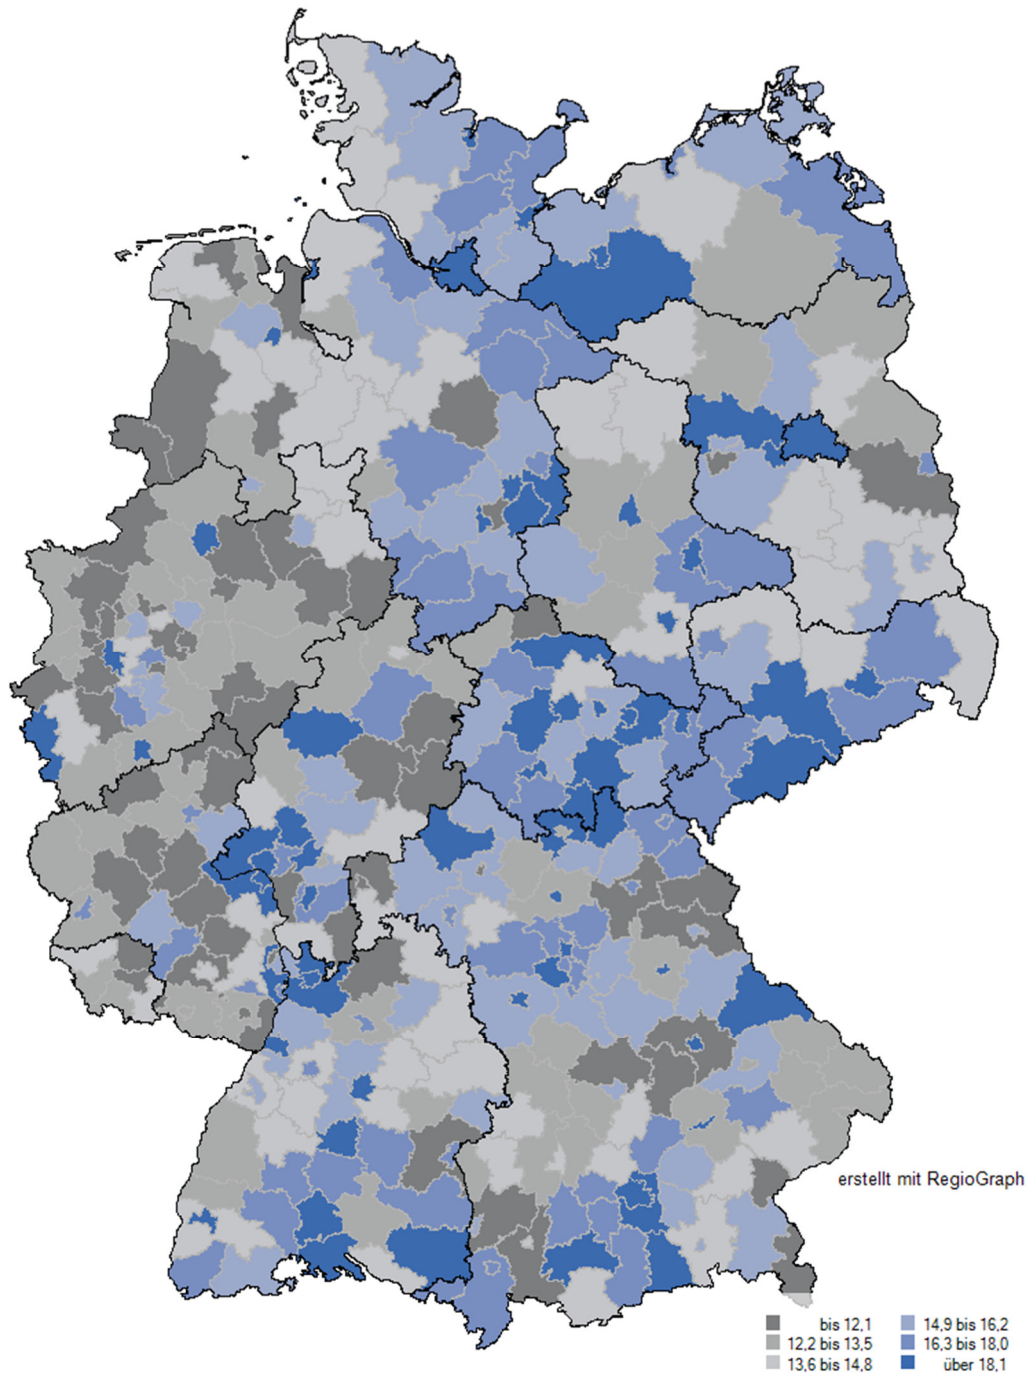 erstellt mit RegioGraph
bis 12,1
12,2 bis 13,5
13,6 bis 14,8
14,9 bis 16,2
16,3 bis 18,0
über 18,1